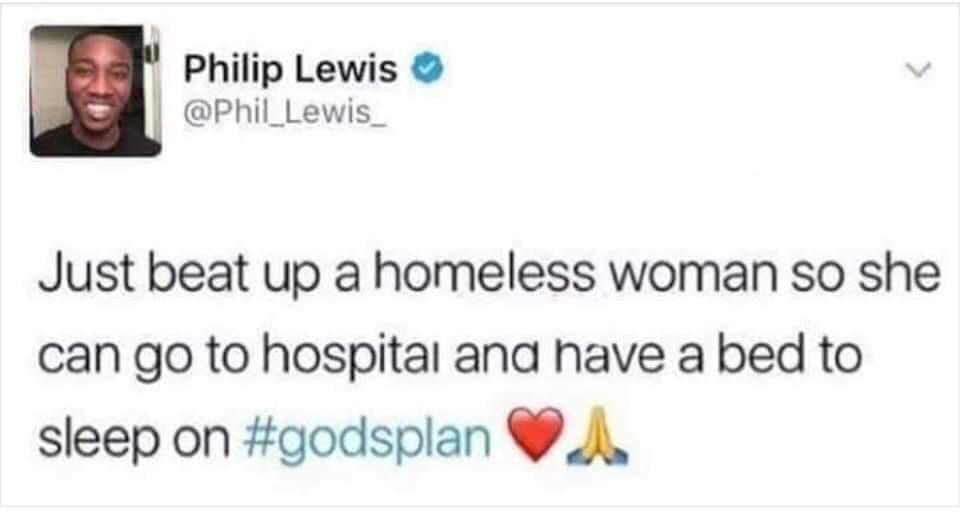 Philip Lewis
@Phil_Lewis_
Just beat up a homeless woman so she
can go to hospital and have a bed to
sleep on #godsplan ❤️🙏